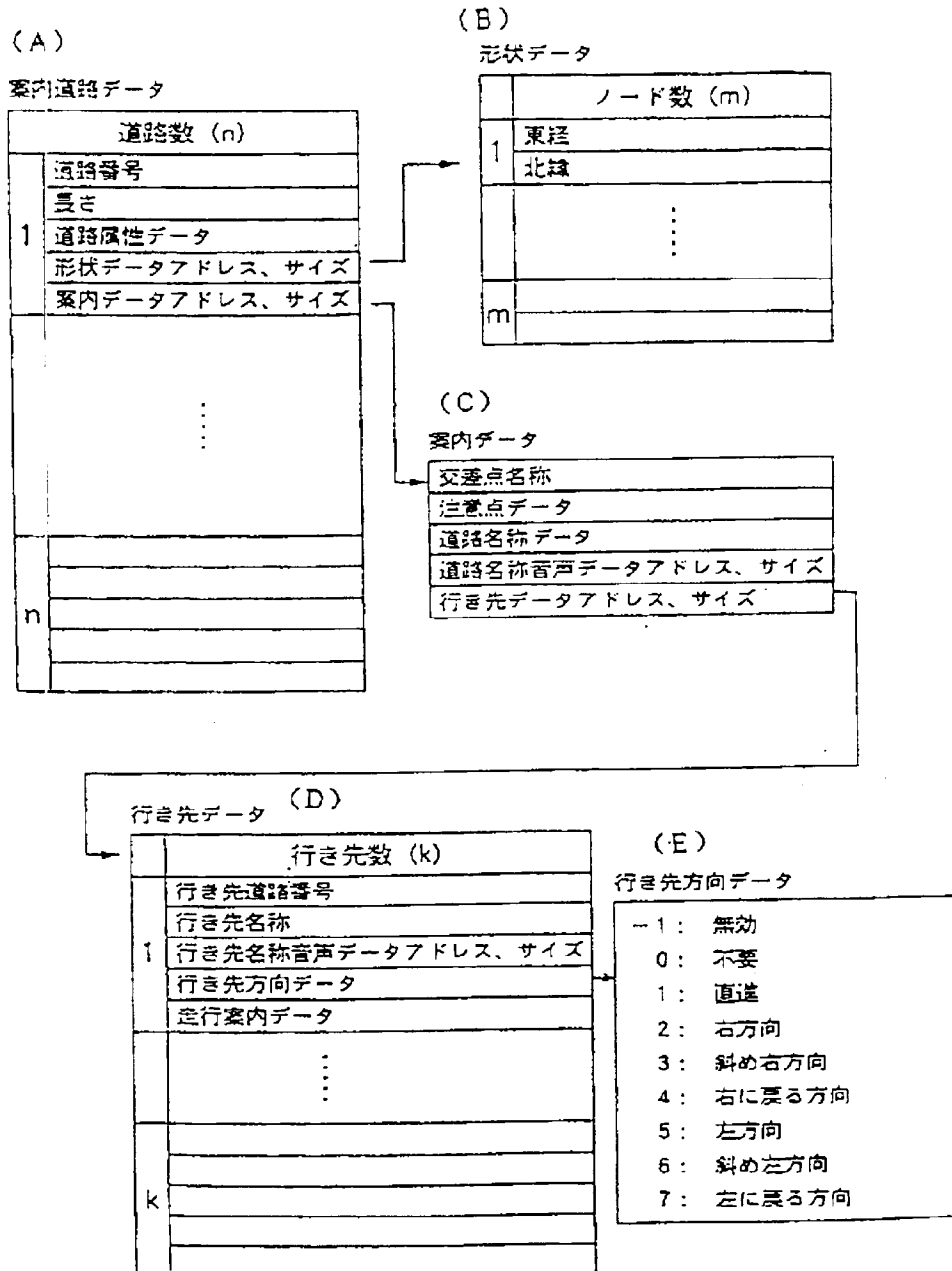 (A)
案内道路データ
道路数 (n)
1
道路番号
長さ
道路属性データ
形状データアドレス、サイズ
案内データアドレス、サイズ
n
(B)
形状データ
ノード数 (m)
1
東経
北緯
m
(C)
案内データ
交差点名称
注意点データ
道路名称データ
道路名称音声データアドレス、サイズ
行き先データアドレス、サイズ
(D)
行き先データ
行き先数 (k)
1
行き先道路番号
行き先名称
行き先名称音声データアドレス、サイズ
行き先方向データ
走行案内データ
k
(E)
行き先方向データ
-1: 無効
0: 不要
1: 直進
2: 右方向
3: 斜め右方向
4: 右に戻る方向
5: 左方向
6: 斜め左方向
7: 左に戻る方向